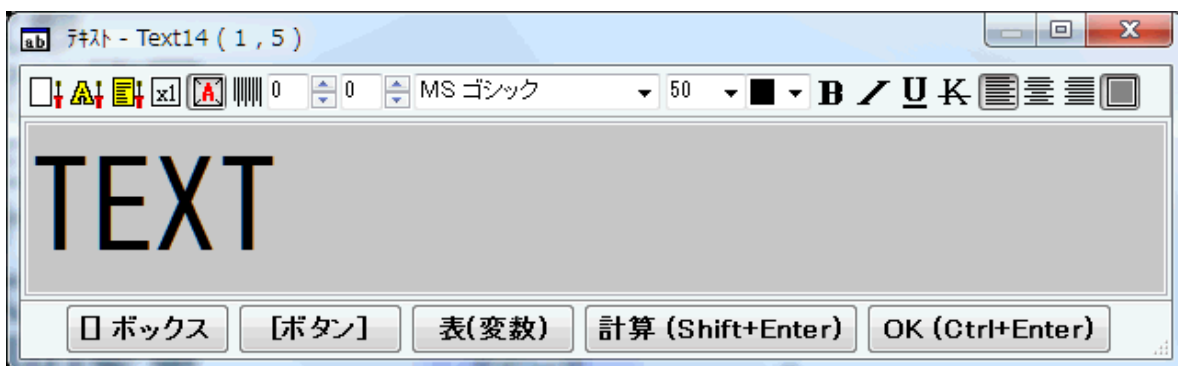 ab テキスト - Text14 ( 1 , 5 )
x1 A 0 0 MS ゴシック 50 B I U K
TEXT
[] ボックス [ボタン] 表(変数) 計算 (Shift+Enter) OK (Ctrl+Enter)